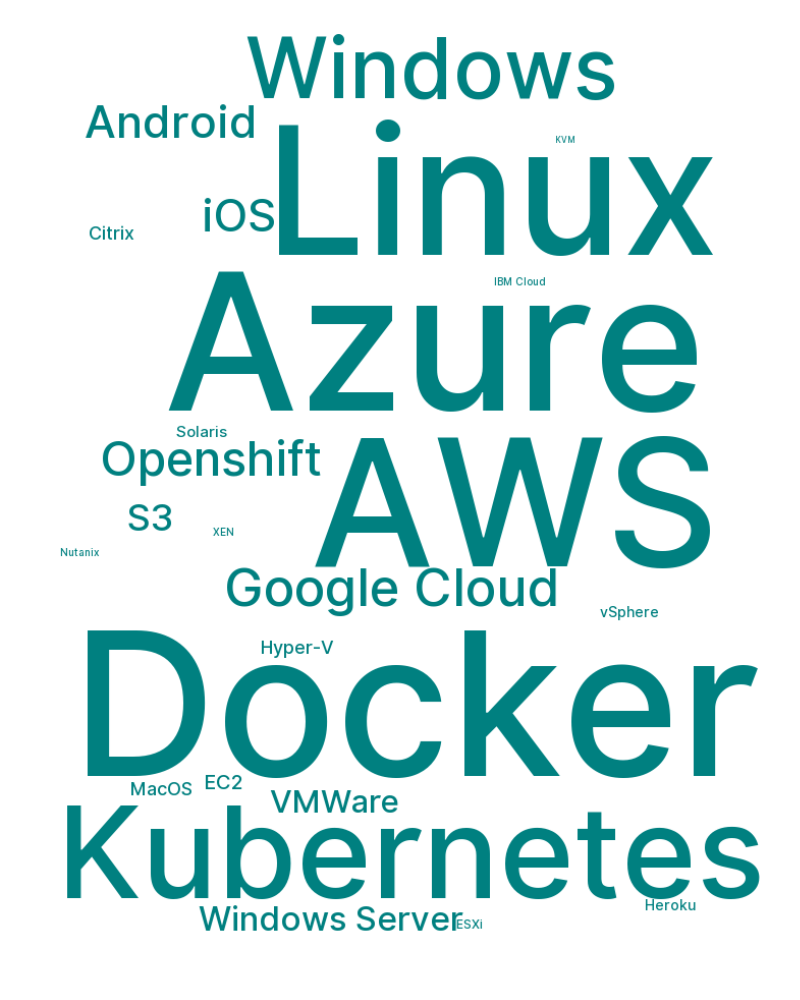 Windows
Android
Linux
KVM
iOS
Citrix
Azure
IBM Cloud
Solaris
Openshift
AWS
S3
XEN
Nutanix
Google Cloud
vSphere
Docker
Hyper-V
MacOS
EC2
VMWare
Kubernetes
Heroku
Windows Server
ESXi